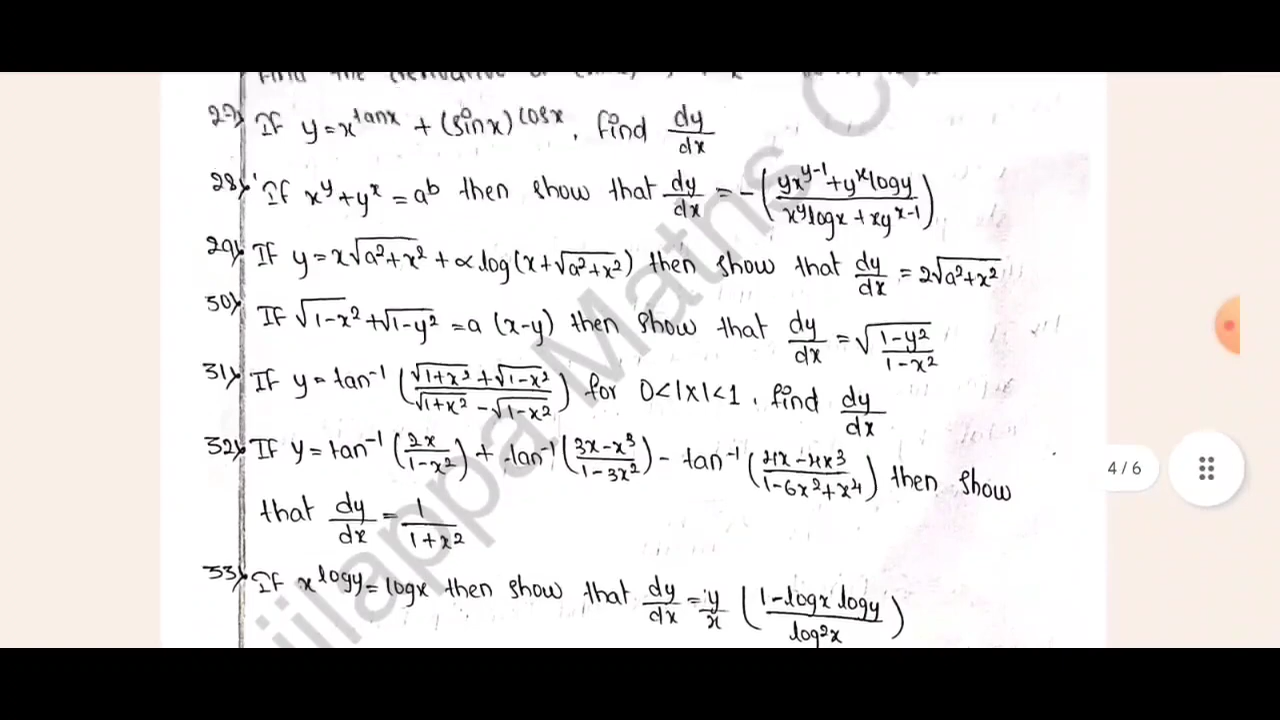 Find the derivative of
27) If y = x^tanx + (sinx)^cosx, find dy/dx
28) If x^y + y^x = a^b then show that dy/dx = -((yx^(y-1) + y^x logy)/(x^y logx + xy^(x-1)))
29) If y = x√(a²+x²) + ∝ log(x+√(a²+x²)) then show that dy/dx = 2√(a²+x²)
30) If √(1-x²) + √(1-y²) = a (x-y) then show that dy/dx = √((1-y²)/(1-x²))
31) If y = tan⁻¹((√(1+x²) + √(1-x²))/(√(1+x²) - √(1-x²))) for 0<|x|<1. find dy/dx
32) If y = tan⁻¹(2x/(1-x²)) + tan⁻¹((3x-x³)/(1-3x²)) - tan⁻¹((4x-4x³)/(1-6x²+x⁴)) then show
that dy/dx = 1/(1+x²)
33) If x^logy = logx then show that dy/dx = y/x ((1-logx logy)/log²x)
4/6